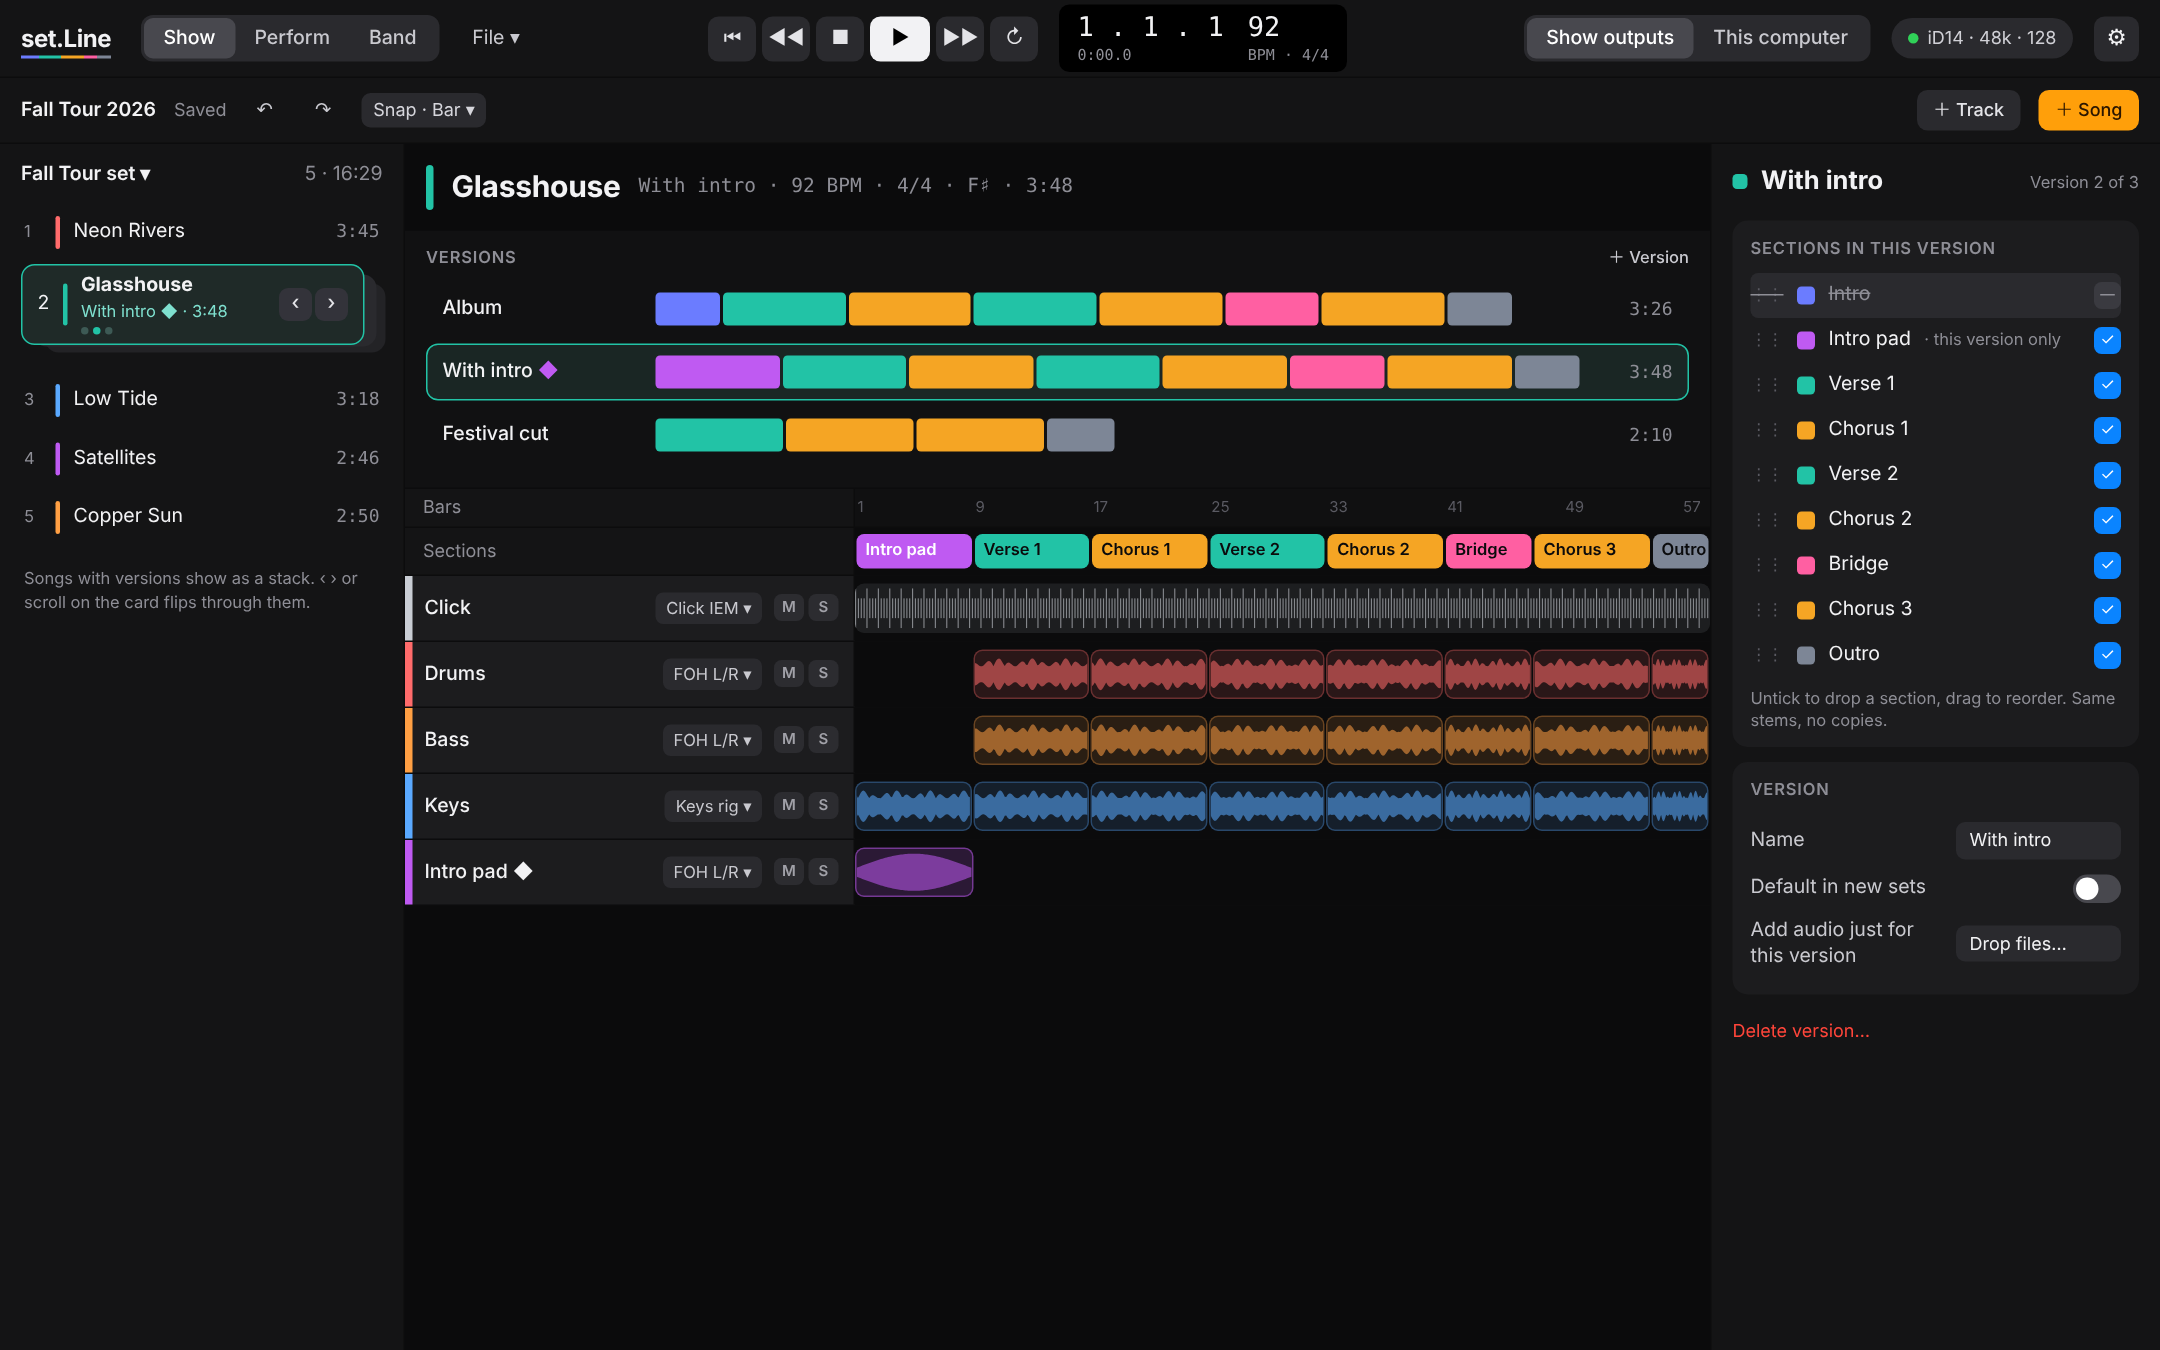 set.Line
Show Perform Band File ▾
1 . 1 . 1 92
0:00.0 BPM · 4/4
Show outputs This computer
iD14 · 48k · 128
Fall Tour 2026 Saved
Snap · Bar ▾
+ Track
+ Song
Fall Tour set ▾ 5 · 16:29
1 Neon Rivers 3:45
2 Glasshouse
With intro ◆ · 3:48
3 Low Tide 3:18
4 Satellites 2:46
5 Copper Sun 2:50
Songs with versions show as a stack. ‹ › or
scroll on the card flips through them.
Glasshouse With intro · 92 BPM · 4/4 · F♯ · 3:48
VERSIONS + Version
Album 3:26
With intro ◆ 3:48
Festival cut 2:10
Bars 1 9 17 25 33 41 49 57
Sections Intro pad Verse 1 Chorus 1 Verse 2 Chorus 2 Bridge Chorus 3 Outro
Click Click IEM ▾ M S
Drums FOH L/R ▾ M S
Bass FOH L/R ▾ M S
Keys Keys rig ▾ M S
Intro pad ◆ FOH L/R ▾ M S
With intro Version 2 of 3
SECTIONS IN THIS VERSION
Intro
Intro pad · this version only
Verse 1
Chorus 1
Verse 2
Chorus 2
Bridge
Chorus 3
Outro
Untick to drop a section, drag to reorder. Same
stems, no copies.
VERSION
Name With intro
Default in new sets
Add audio just for
this version
Drop files...
Delete version...